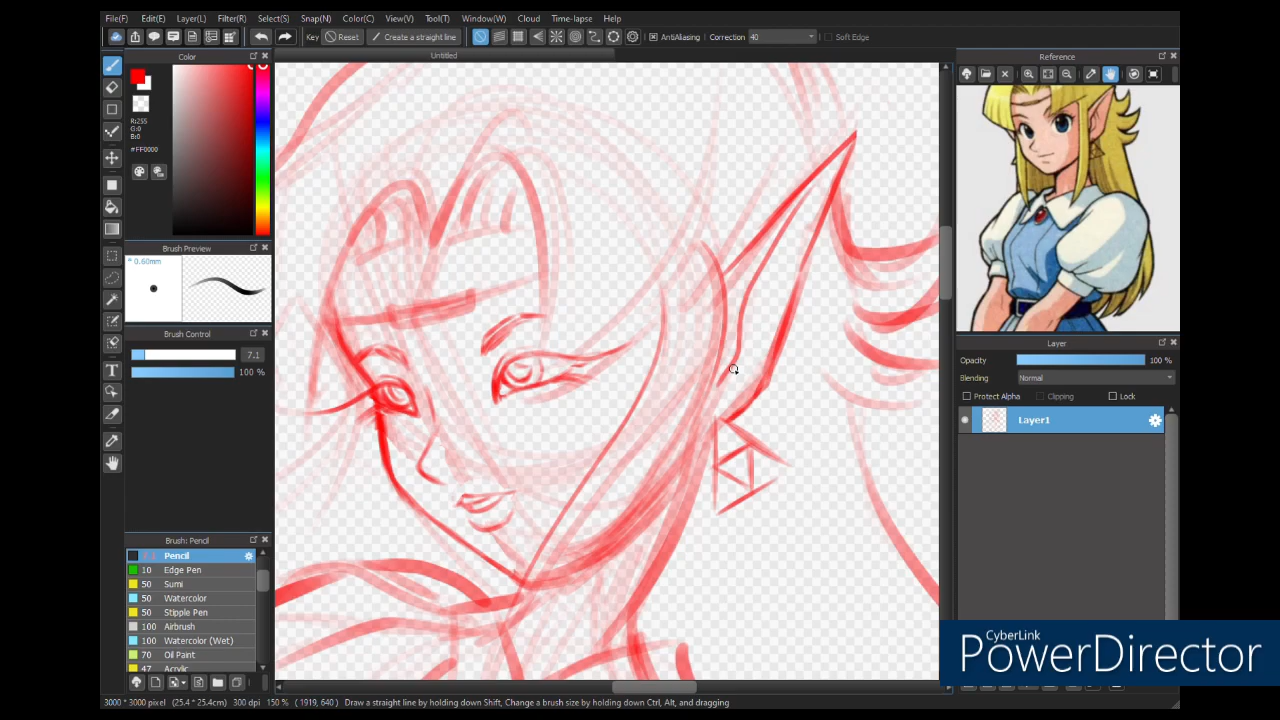 File(F) Edit(E) Layer(L) Filter(R) Select(S) Snap(N) Color(C) View(V) Tool(T) Window(W) Cloud Time-lapse Help
Key Reset Create a straight line AntiAliasing Correction 40 Soft Edge
Color
Untitled
Reference
R:255
G:0
B:0
#FF0000
Brush Preview
* 0.60mm
Brush Control
7.1
100 %
Layer
Opacity 100 %
Blending Normal
Protect Alpha Clipping Lock
Layer1
Brush: Pencil
Pencil
10 Edge Pen
50 Sumi
50 Watercolor
50 Stipple Pen
100 Airbrush
100 Watercolor (Wet)
70 Oil Paint
47 Acrylic
CyberLink
PowerDirector
3000 * 3000 pixel (25.4 * 25.4cm) 300 dpi 150 % ( 1919, 640 ) Draw a straight line by holding down Shift, Change a brush size by holding down Ctrl, Alt, and dragging